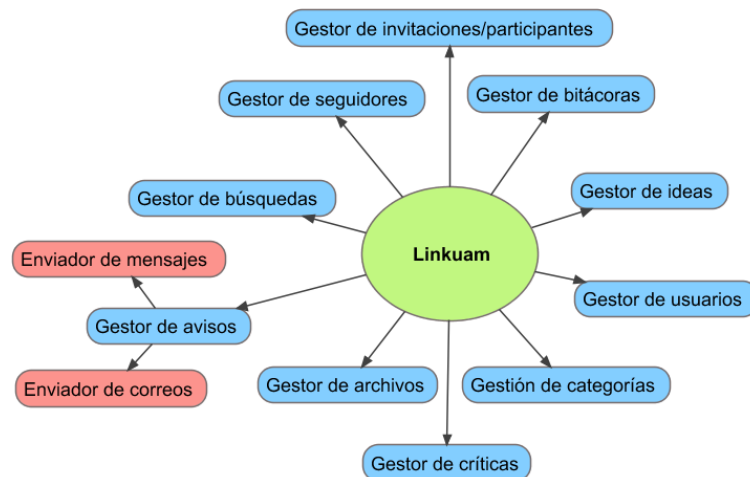 Gestor de invitaciones/participantes
Gestor de seguidores
Gestor de bitácoras
Gestor de búsquedas
Gestor de ideas
Enviador de mensajes
Linkuam
Gestor de usuarios
Gestor de avisos
Enviador de correos
Gestor de archivos
Gestión de categorías
Gestor de críticas